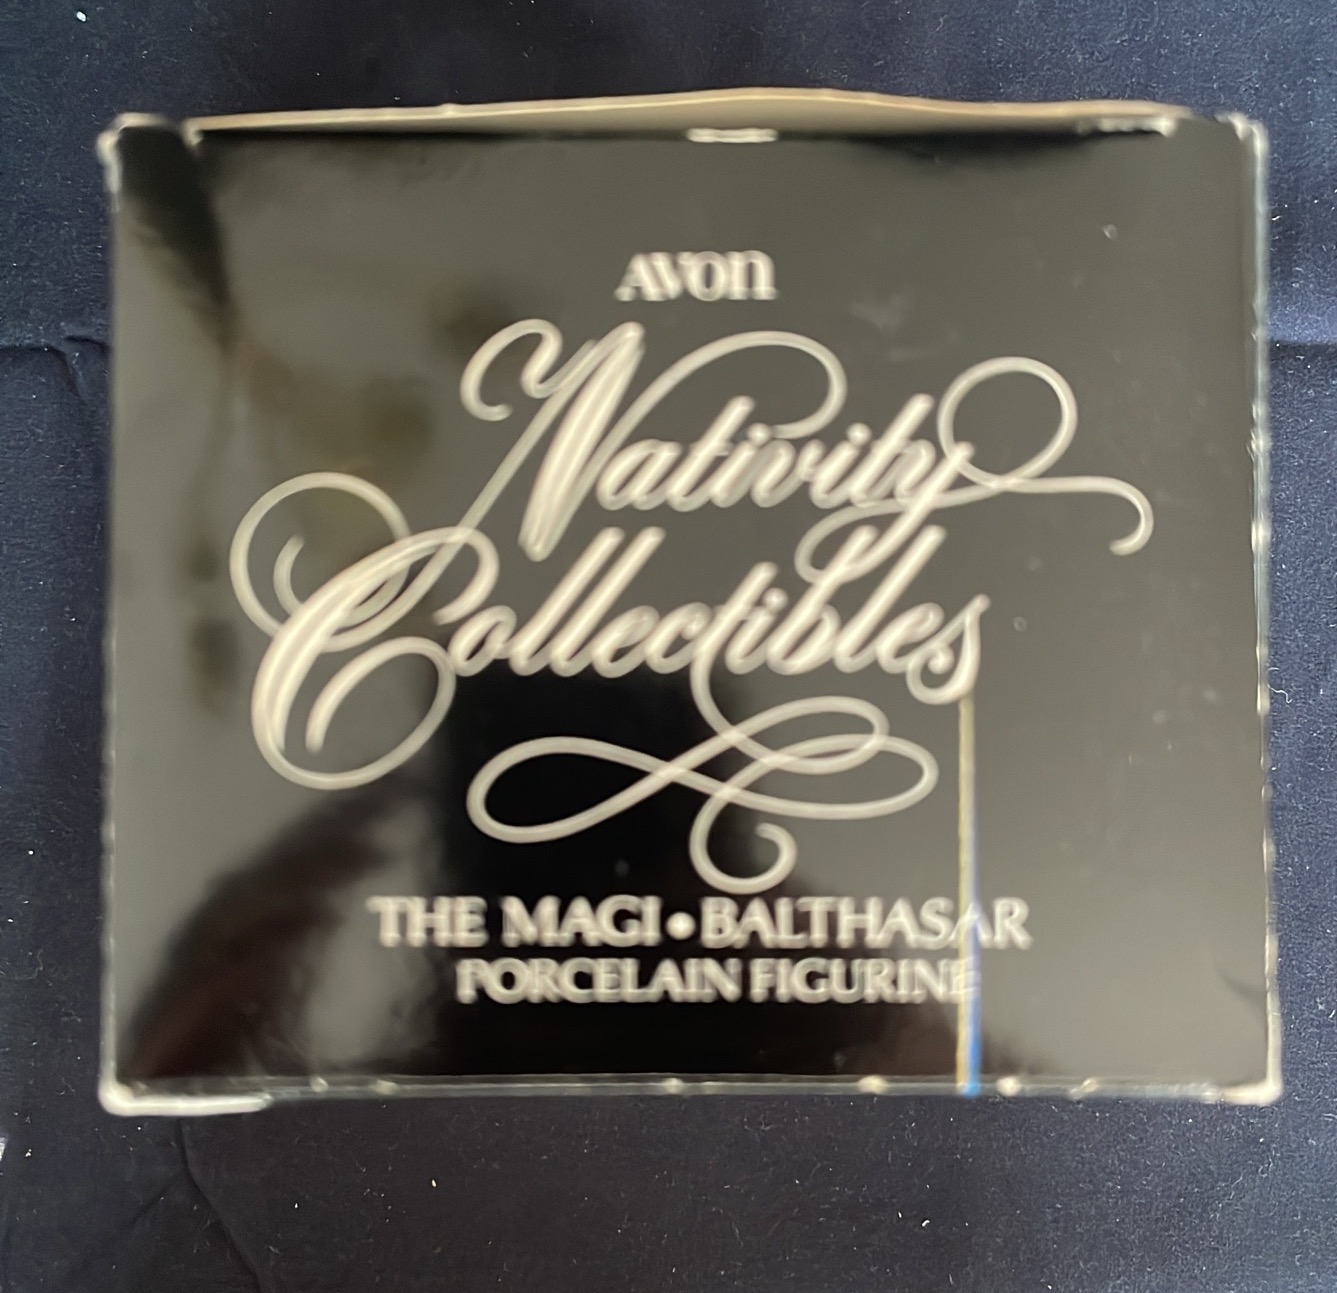 AVON
Nativity
Collectibles
THE MAGI • BALTHASAR
PORCELAIN FIGURINE